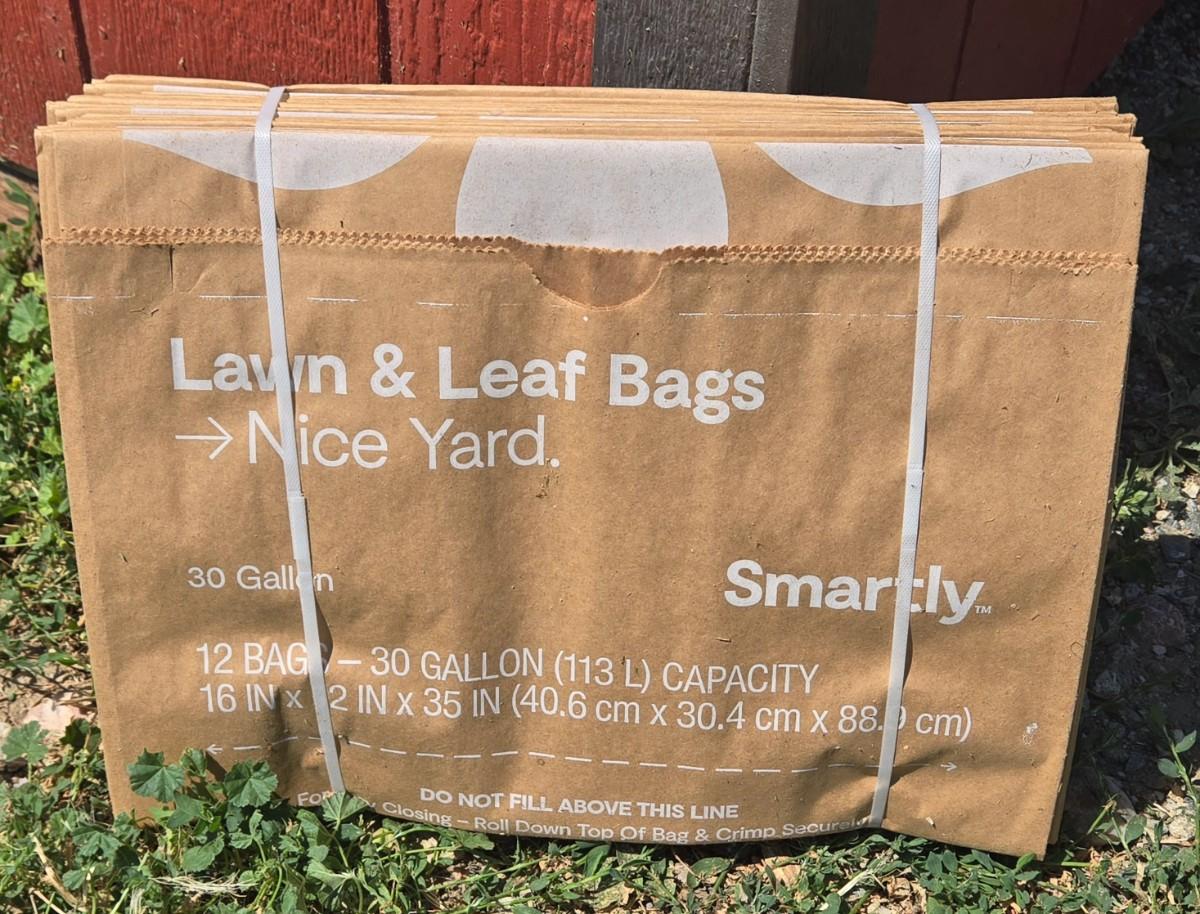 Lawn & Leaf Bags
→Nice Yard.
30 Gallon
Smartly™
12 BAGS – 30 GALLON (113 L) CAPACITY
16 IN x 12 IN x 35 IN (40.6 cm x 30.4 cm x 88.9 cm)
DO NOT FILL ABOVE THIS LINE
For Closing – Roll Down Top Of Bag & Crimp Securely